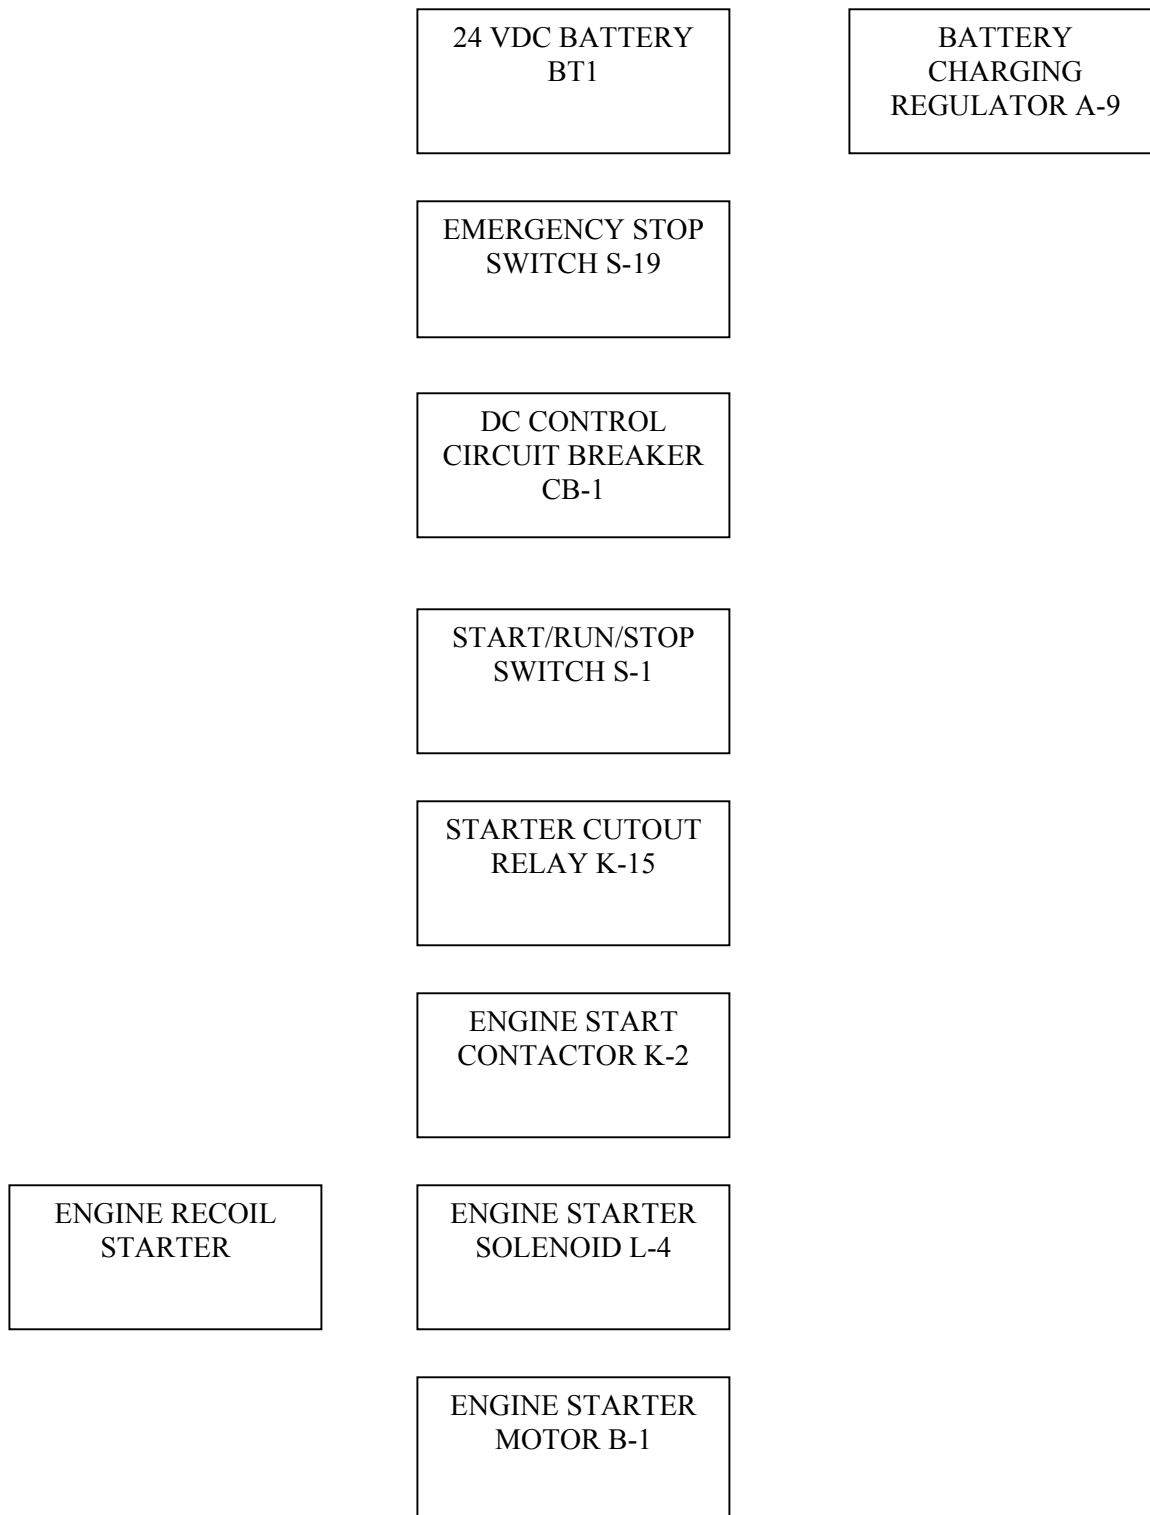 24 VDC BATTERY
BT1
BATTERY
CHARGING
REGULATOR A-9
EMERGENCY STOP
SWITCH S-19
DC CONTROL
CIRCUIT BREAKER
CB-1
START/RUN/STOP
SWITCH S-1
STARTER CUTOUT
RELAY K-15
ENGINE START
CONTACTOR K-2
ENGINE RECOIL
STARTER
ENGINE STARTER
SOLENOID L-4
ENGINE STARTER
MOTOR B-1